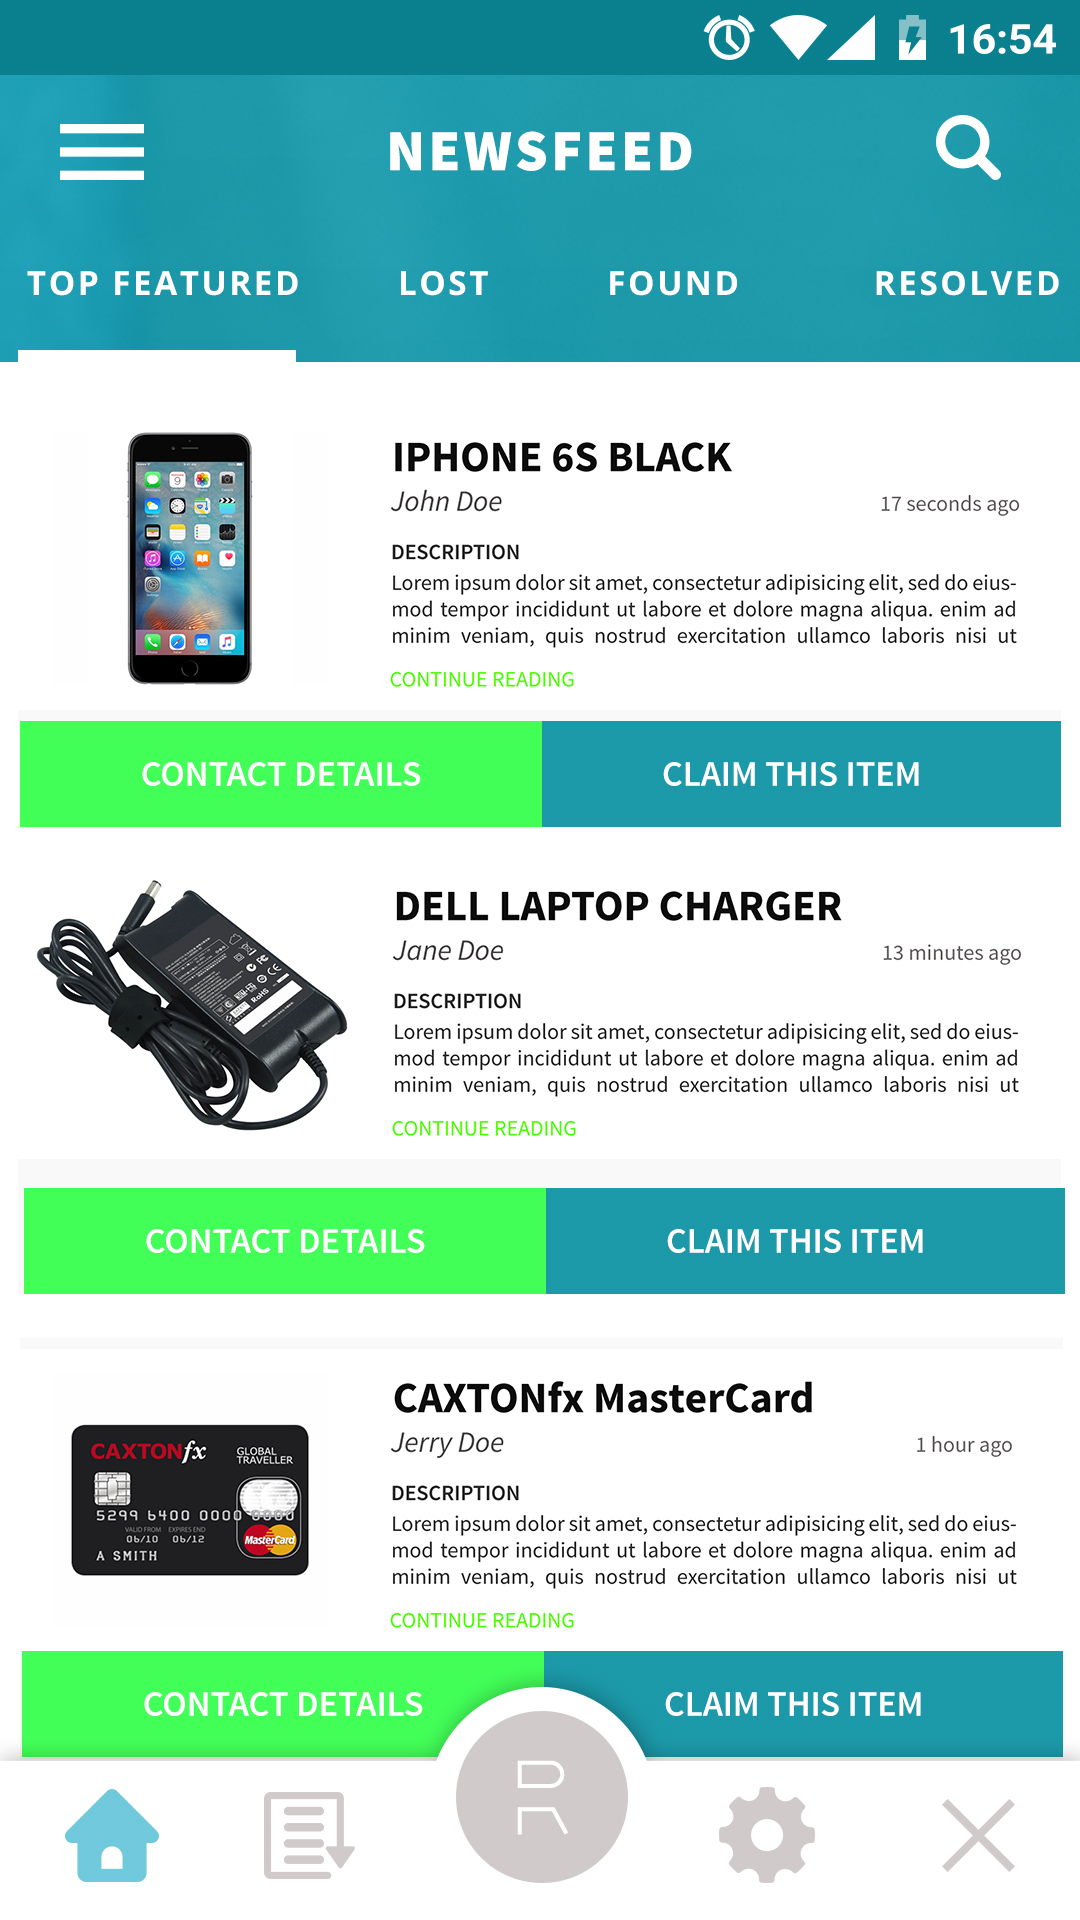 16:54
NEWSFEED
TOP FEATURED LOST FOUND RESOLVED
IPHONE 6S BLACK
John Doe 17 seconds ago
DESCRIPTION
Lorem ipsum dolor sit amet, consectetur adipisicing elit, sed do eius-
mod tempor incididunt ut labore et dolore magna aliqua. enim ad
minim veniam, quis nostrud exercitation ullamco laboris nisi ut
CONTINUE READING
CONTACT DETAILS CLAIM THIS ITEM
DELL LAPTOP CHARGER
Jane Doe 13 minutes ago
DESCRIPTION
Lorem ipsum dolor sit amet, consectetur adipisicing elit, sed do eius-
mod tempor incididunt ut labore et dolore magna aliqua. enim ad
minim veniam, quis nostrud exercitation ullamco laboris nisi ut
CONTINUE READING
RoHS
CONTACT DETAILS CLAIM THIS ITEM
CAXTONfx MasterCard
Jerry Doe 1 hour ago
DESCRIPTION
Lorem ipsum dolor sit amet, consectetur adipisicing elit, sed do eius-
mod tempor incididunt ut labore et dolore magna aliqua. enim ad
minim veniam, quis nostrud exercitation ullamco laboris nisi ut
CONTINUE READING
CAXTONfx
GLOBAL
TRAVELLER
5299 6400 0000 0000
VALID FROM EXPIRES END
06/10 06/12
MasterCard
A SMITH
CONTACT DETAILS CLAIM THIS ITEM
R